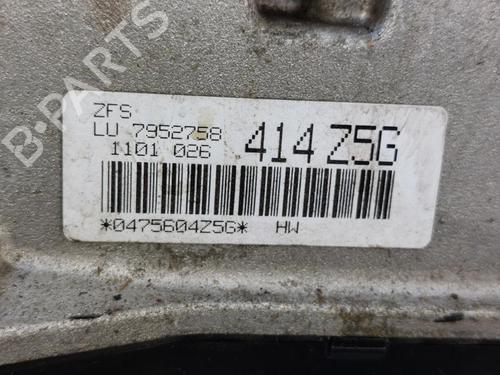 B-PARTS
ZFS
LU 7952758
1101 026
414 Z5G
*0475604Z5G* HW